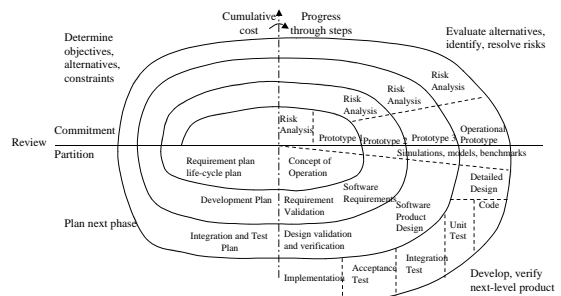 Cumulative
cost
Progress
through steps
Determine
objectives,
alternatives,
constraints
Evaluate alternatives,
identify, resolve risks
Risk
Analysis
Risk
Analysis
Risk
Analysis
Risk
Analysis
Prototype 1
Prototype 2
Prototype 3
Operational
Prototype
Review
Commitment
Partition
Simulations, models, benchmarks
Requirement plan
life-cycle plan
Concept of
Operation
Software
Requirements
Detailed
Design
Development Plan
Requirement
Validation
Software
Product
Design
Code
Plan next phase
Integration and Test
Plan
Design validation
and verification
Unit
Test
Integration
Test
Acceptance
Test
Implementation
Develop, verify
next-level product